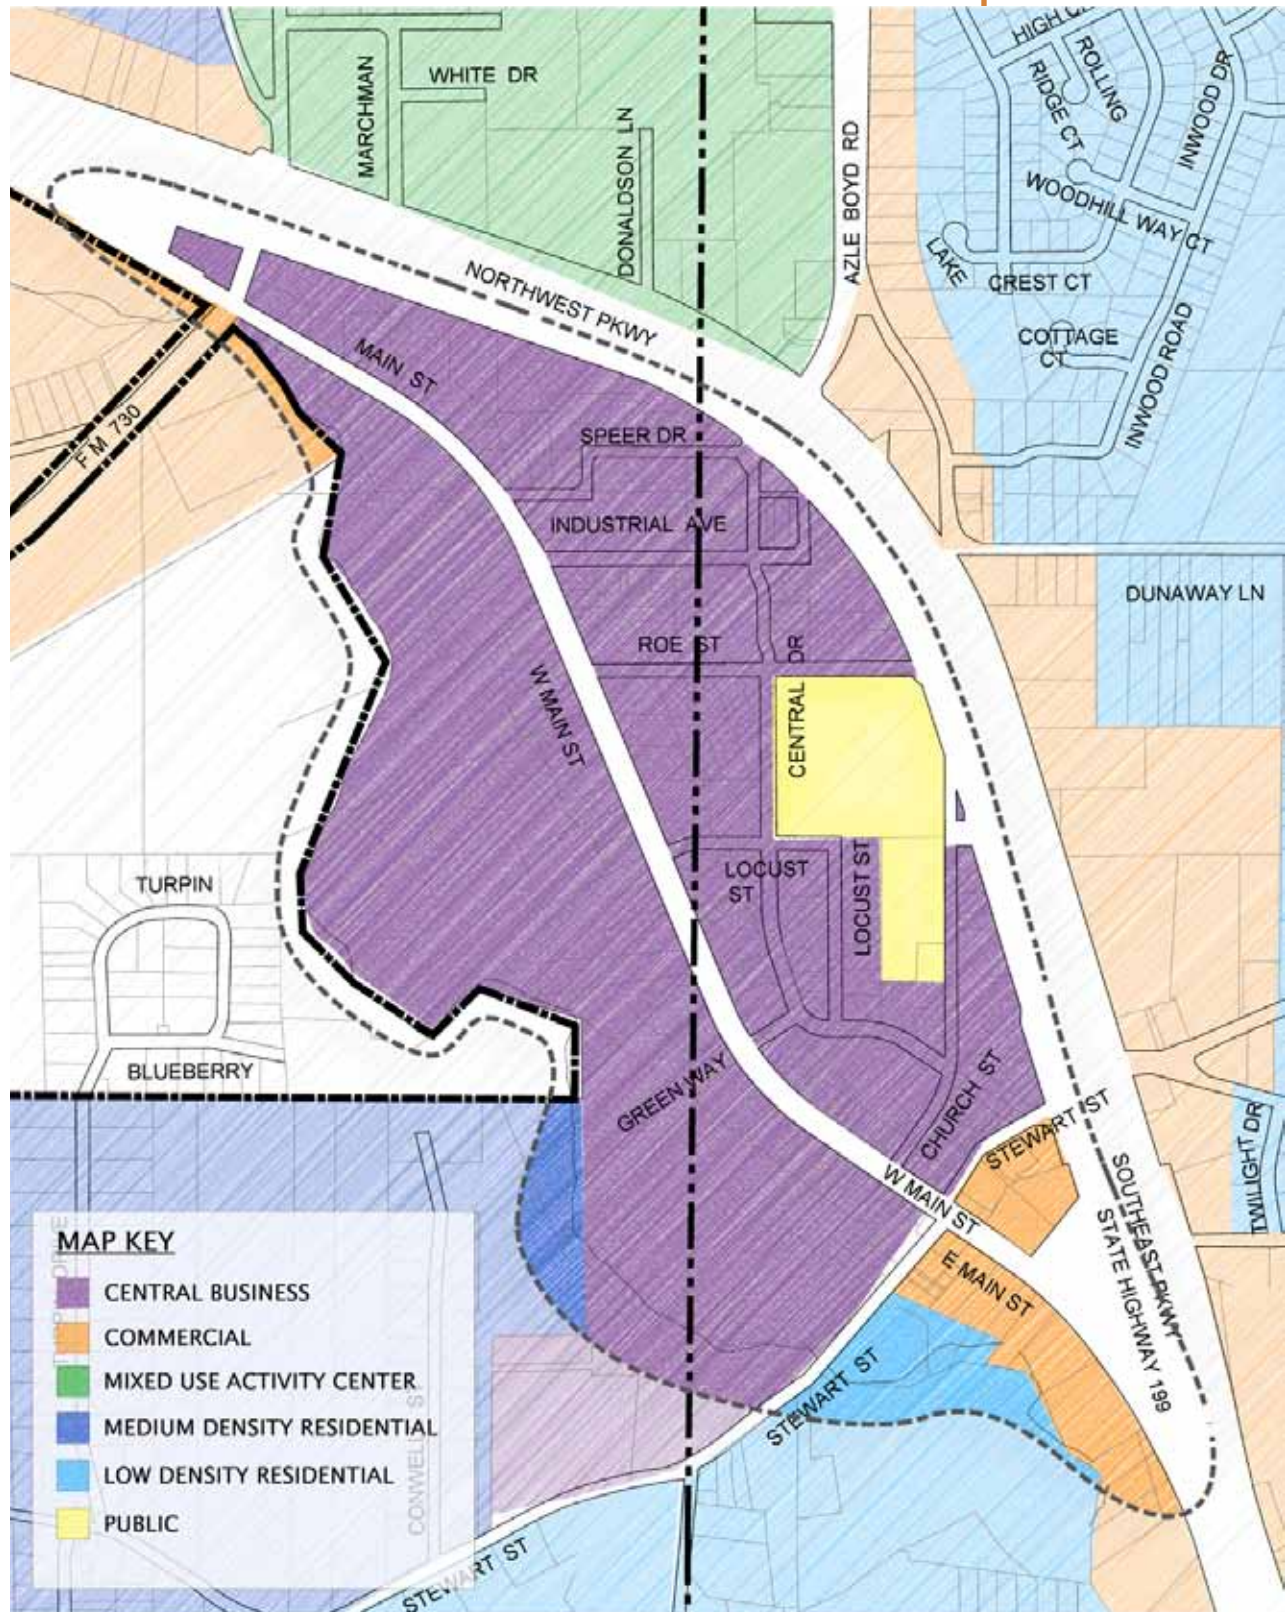 HIGH C
ROLLING
RIDGE CT
INWOOD DR
WHITE DR
MARCHMAN
DONALDSON LN
AZLE BOYD RD
WOODHILL WAY CT
LAKE
CREST CT
NORTHWEST PKWY
COTTAGE
CT
INWOOD ROAD
MAIN ST
F M 730
SPEER DR
INDUSTRIAL AVE
DUNAWAY LN
ROE ST
CENTRAL DR
W MAIN ST
LOCUST
ST
LOCUST ST
TURPIN
BLUEBERRY
GREEN WAY
CHURCH ST
STEWART ST
TWILIGHT DR
W MAIN ST
E MAIN ST
SOUTHEAST PKWY
STATE HIGHWAY 199
STEWART ST
CONWELL ST
STEWART ST
MAP KEY
CENTRAL BUSINESS
COMMERCIAL
MIXED USE ACTIVITY CENTER
MEDIUM DENSITY RESIDENTIAL
LOW DENSITY RESIDENTIAL
PUBLIC